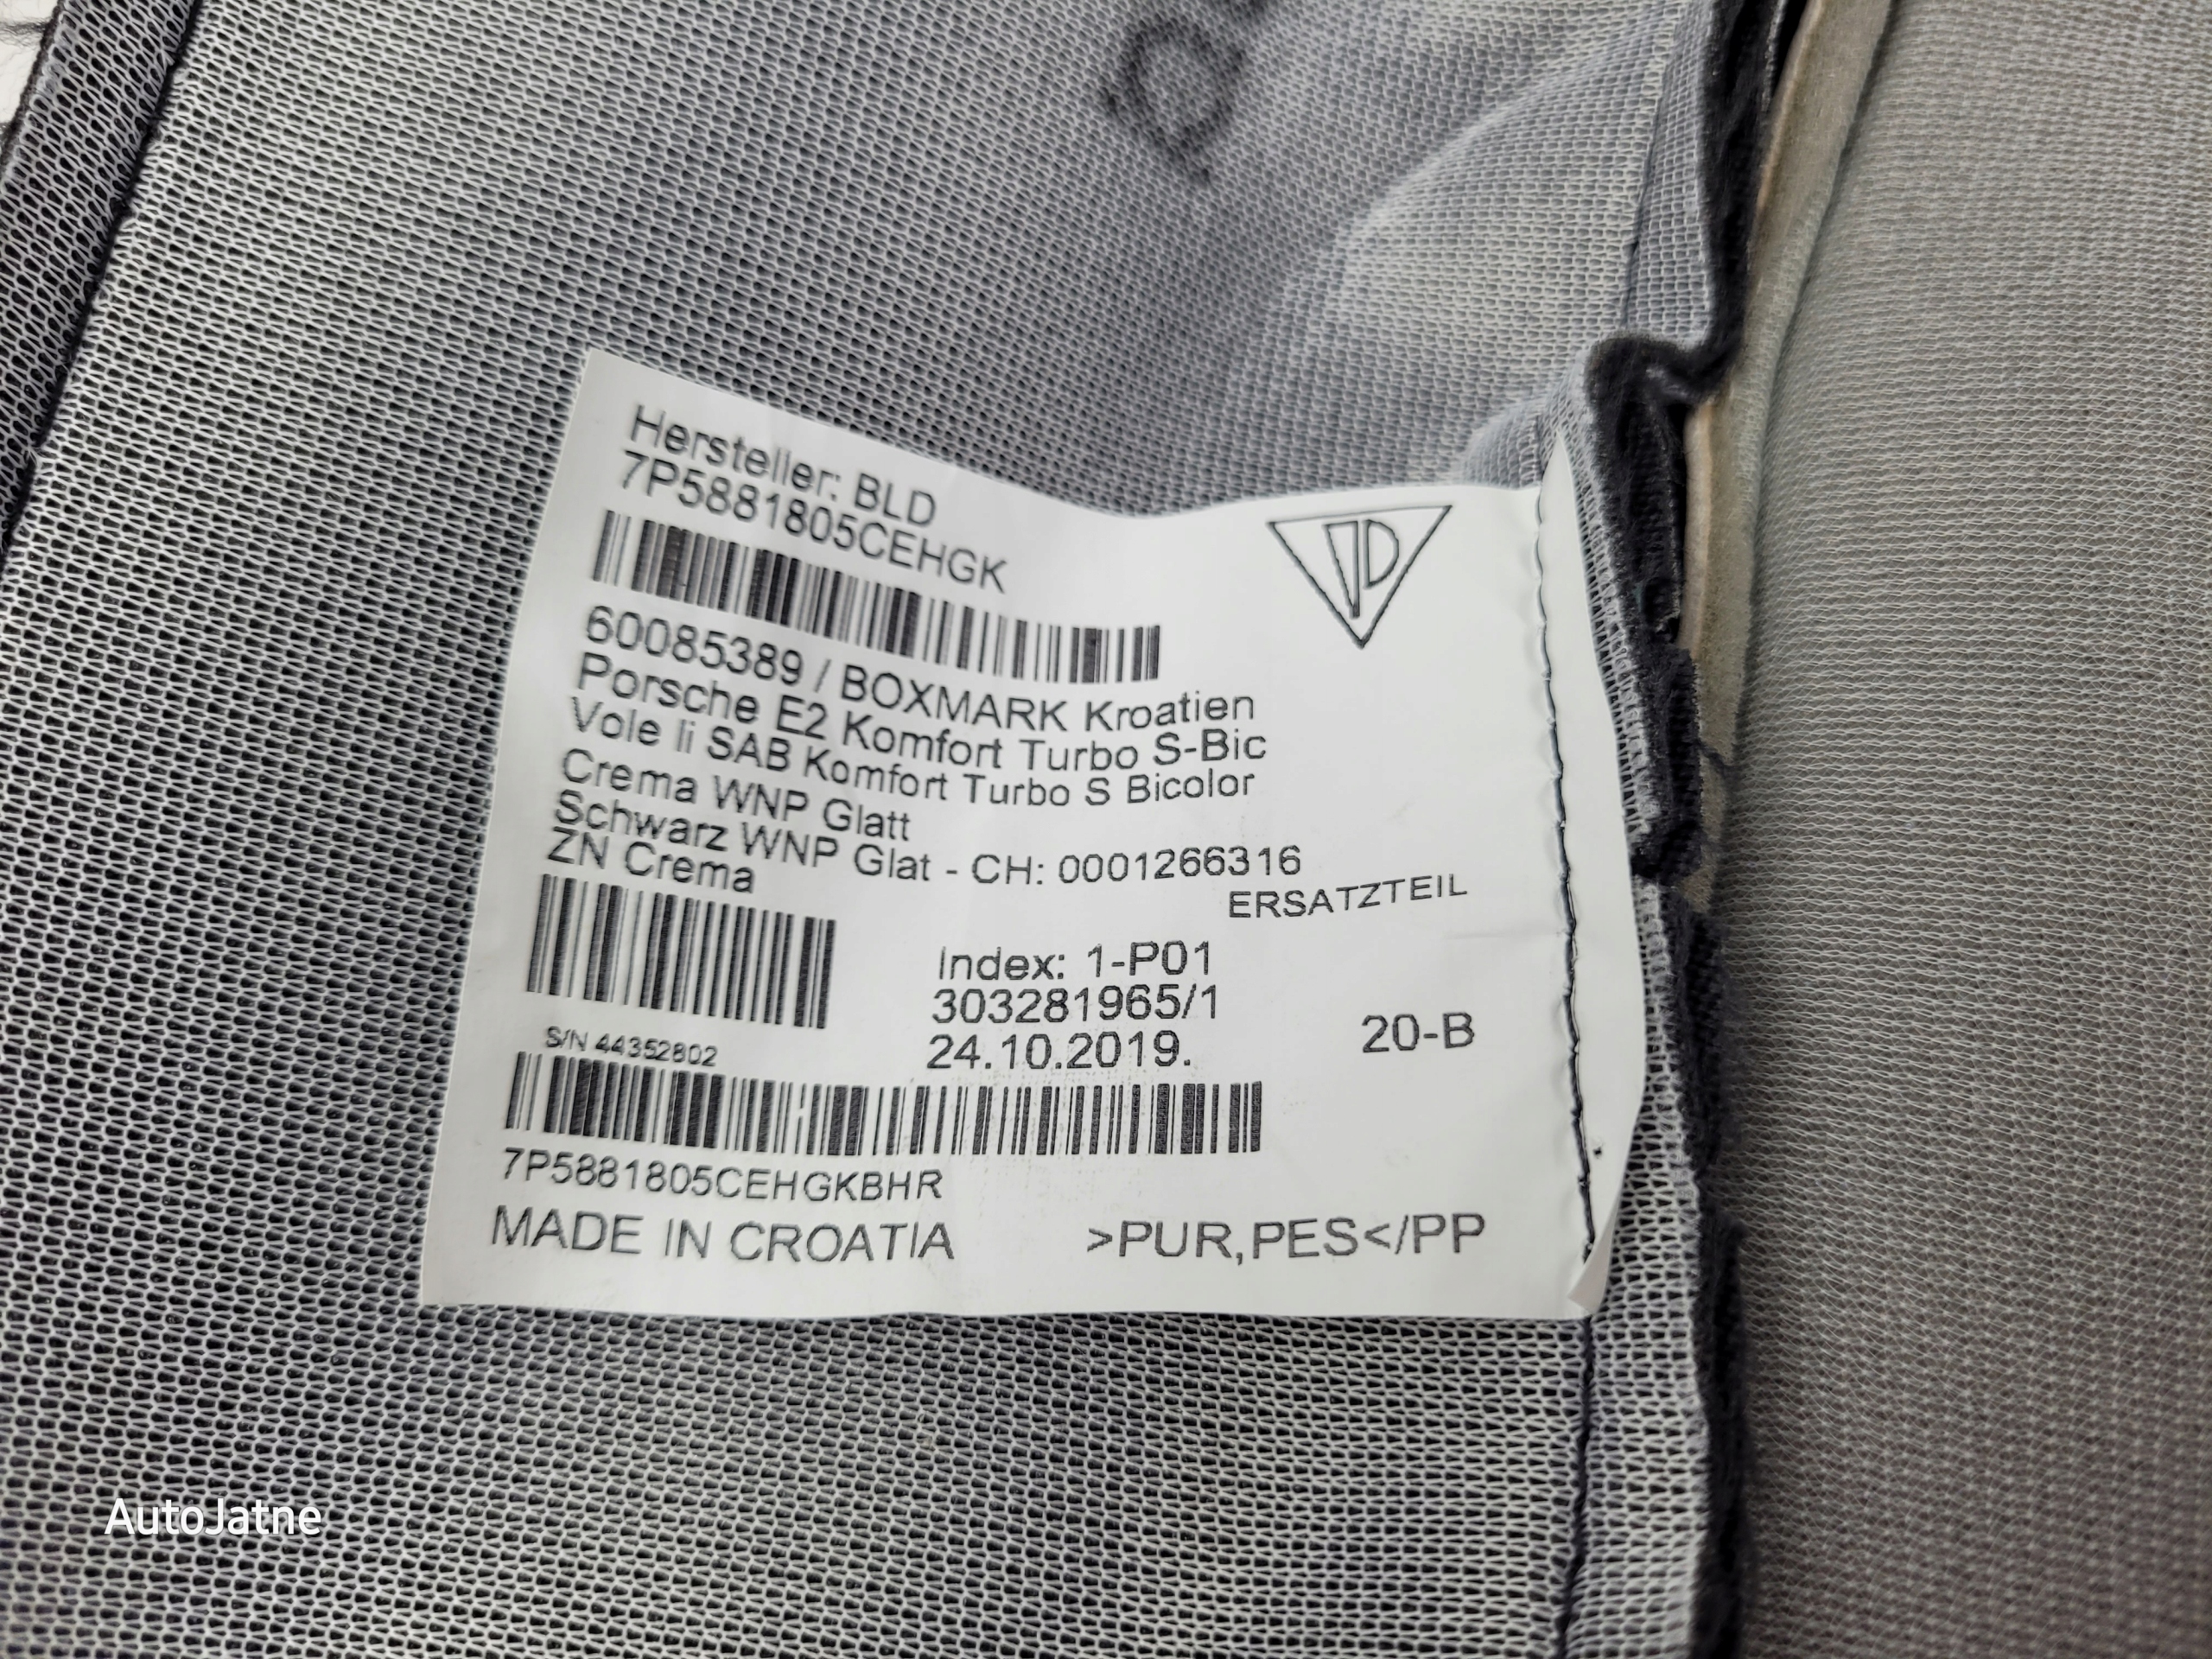 Hersteller: BLD
7P5881805CEHGK
60085389 / BOXMARK Kroatien
Porsche E2 Komfort Turbo S-Bic
Vole li SAB Komfort Turbo S Bicolor
Crema WNP Glatt
Schwarz WNP Glat - CH: 0001266316
ZN Crema
ERSATZTEIL
Index: 1-P01
303281965/1
24.10.2019.
20-B
S/N 44352802
7P5881805CEHGKBHR
MADE IN CROATIA >PUR,PES</PP
AutoJatne